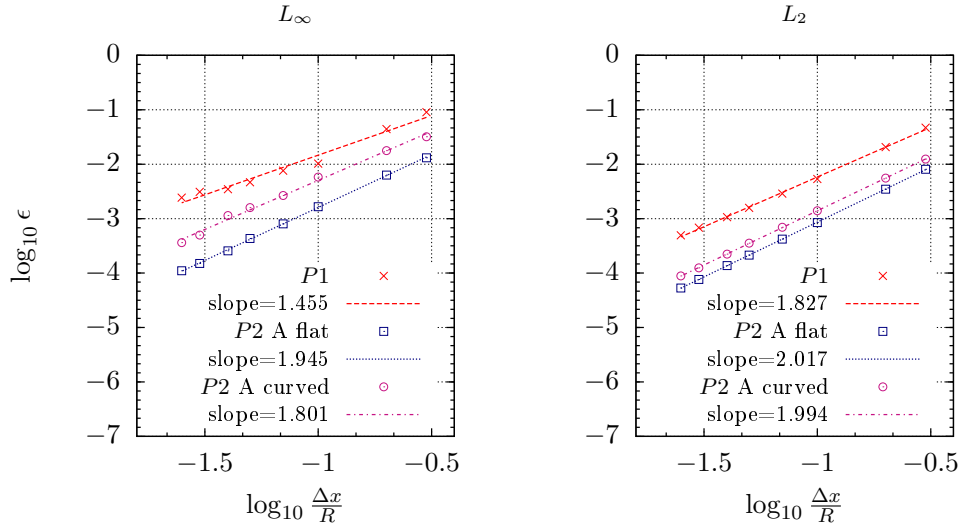 L∞
0
−1
−2
−3
−4
−5
−6
−7
−1.5
−1
−0.5
log10 ϵ
log10 Δx/R
P1
slope=1.455
P2 A flat
slope=1.945
P2 A curved
slope=1.801
L2
0
−1
−2
−3
−4
−5
−6
−7
−1.5
−1
−0.5
log10 Δx/R
P1
slope=1.827
P2 A flat
slope=2.017
P2 A curved
slope=1.994